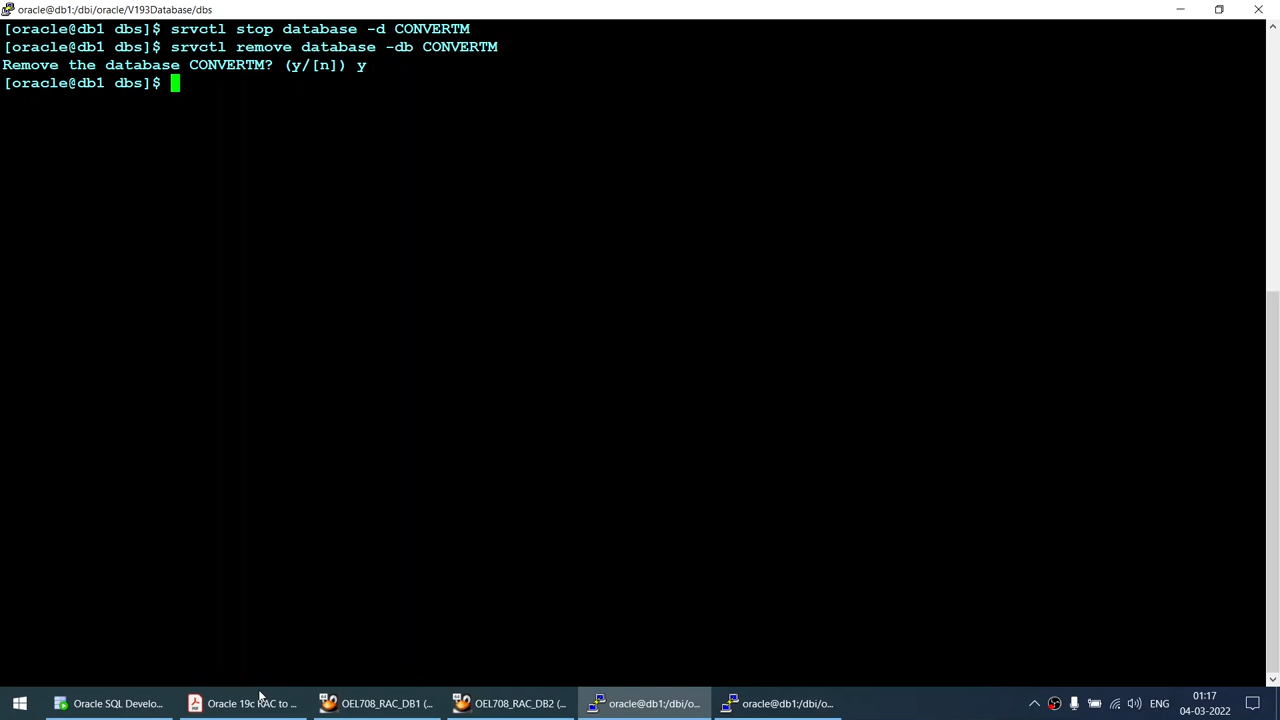 oracle@db1:/dbi/oracle/V193Database/dbs
[oracle@db1 dbs]$ srvctl stop database -d CONVERTM
[oracle@db1 dbs]$ srvctl remove database -db CONVERTM
Remove the database CONVERTM? (y/[n]) y
[oracle@db1 dbs]$
Oracle SQL Develo...
Oracle 19c RAC to ...
OEL708_RAC_DB1 (...
OEL708_RAC_DB2 (...
oracle@db1:/dbi/o...
oracle@db1:/dbi/o...
ENG
01:17
04-03-2022